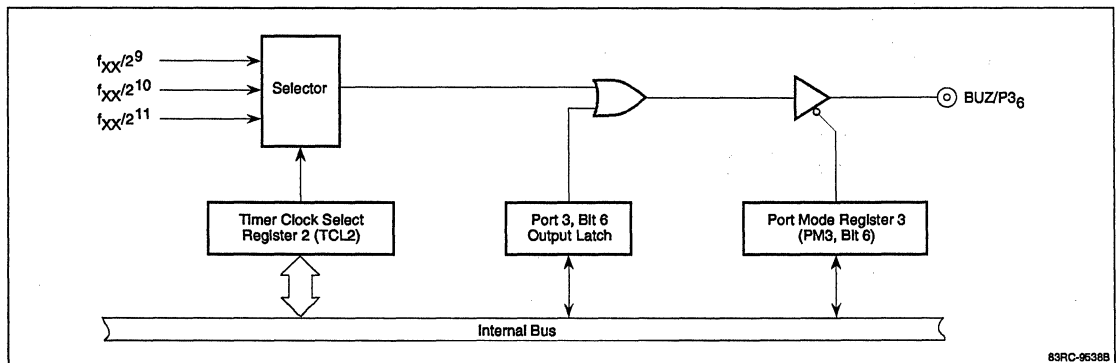 fXX/2^9
fXX/2^10
fXX/2^11
Selector
BUZ/P3₆
Timer Clock Select
Register 2 (TCL2)
Port 3, Bit 6
Output Latch
Port Mode Register 3
(PM3, Bit 6)
Internal Bus
83RC-9538B